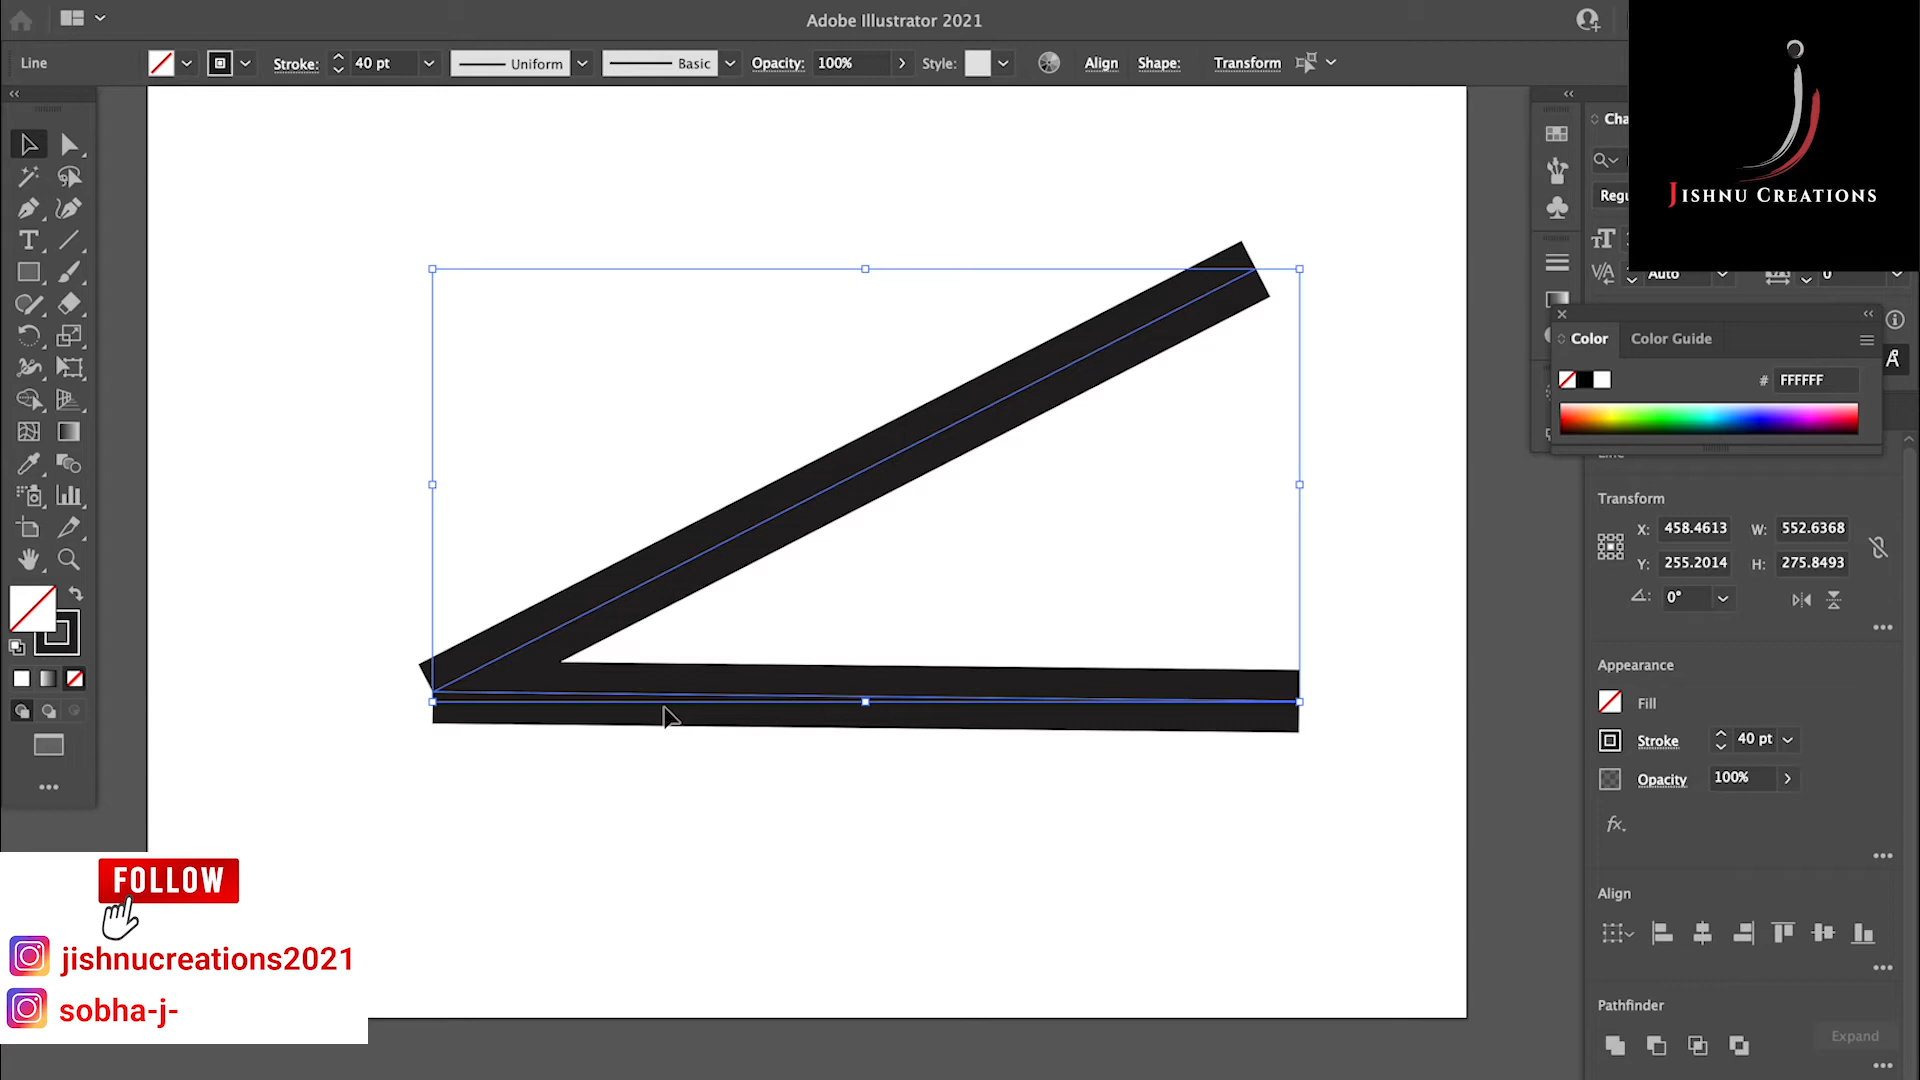 Adobe Illustrator 2021
Line
Stroke:
40 pt
Uniform
Basic
Opacity:
100%
Style:
Align
Shape:
Transform
JISHNU CREATIONS
Cha
Regu
Auto
0
Color
Color Guide
# FFFFFF
Transform
X: 458.4613
W: 552.6368
Y: 255.2014
H: 275.8493
0°
Appearance
Fill
Stroke
40 pt
Opacity
100%
fx.
Align
Pathfinder
Expand
FOLLOW
jishnucreations2021
sobha-j-